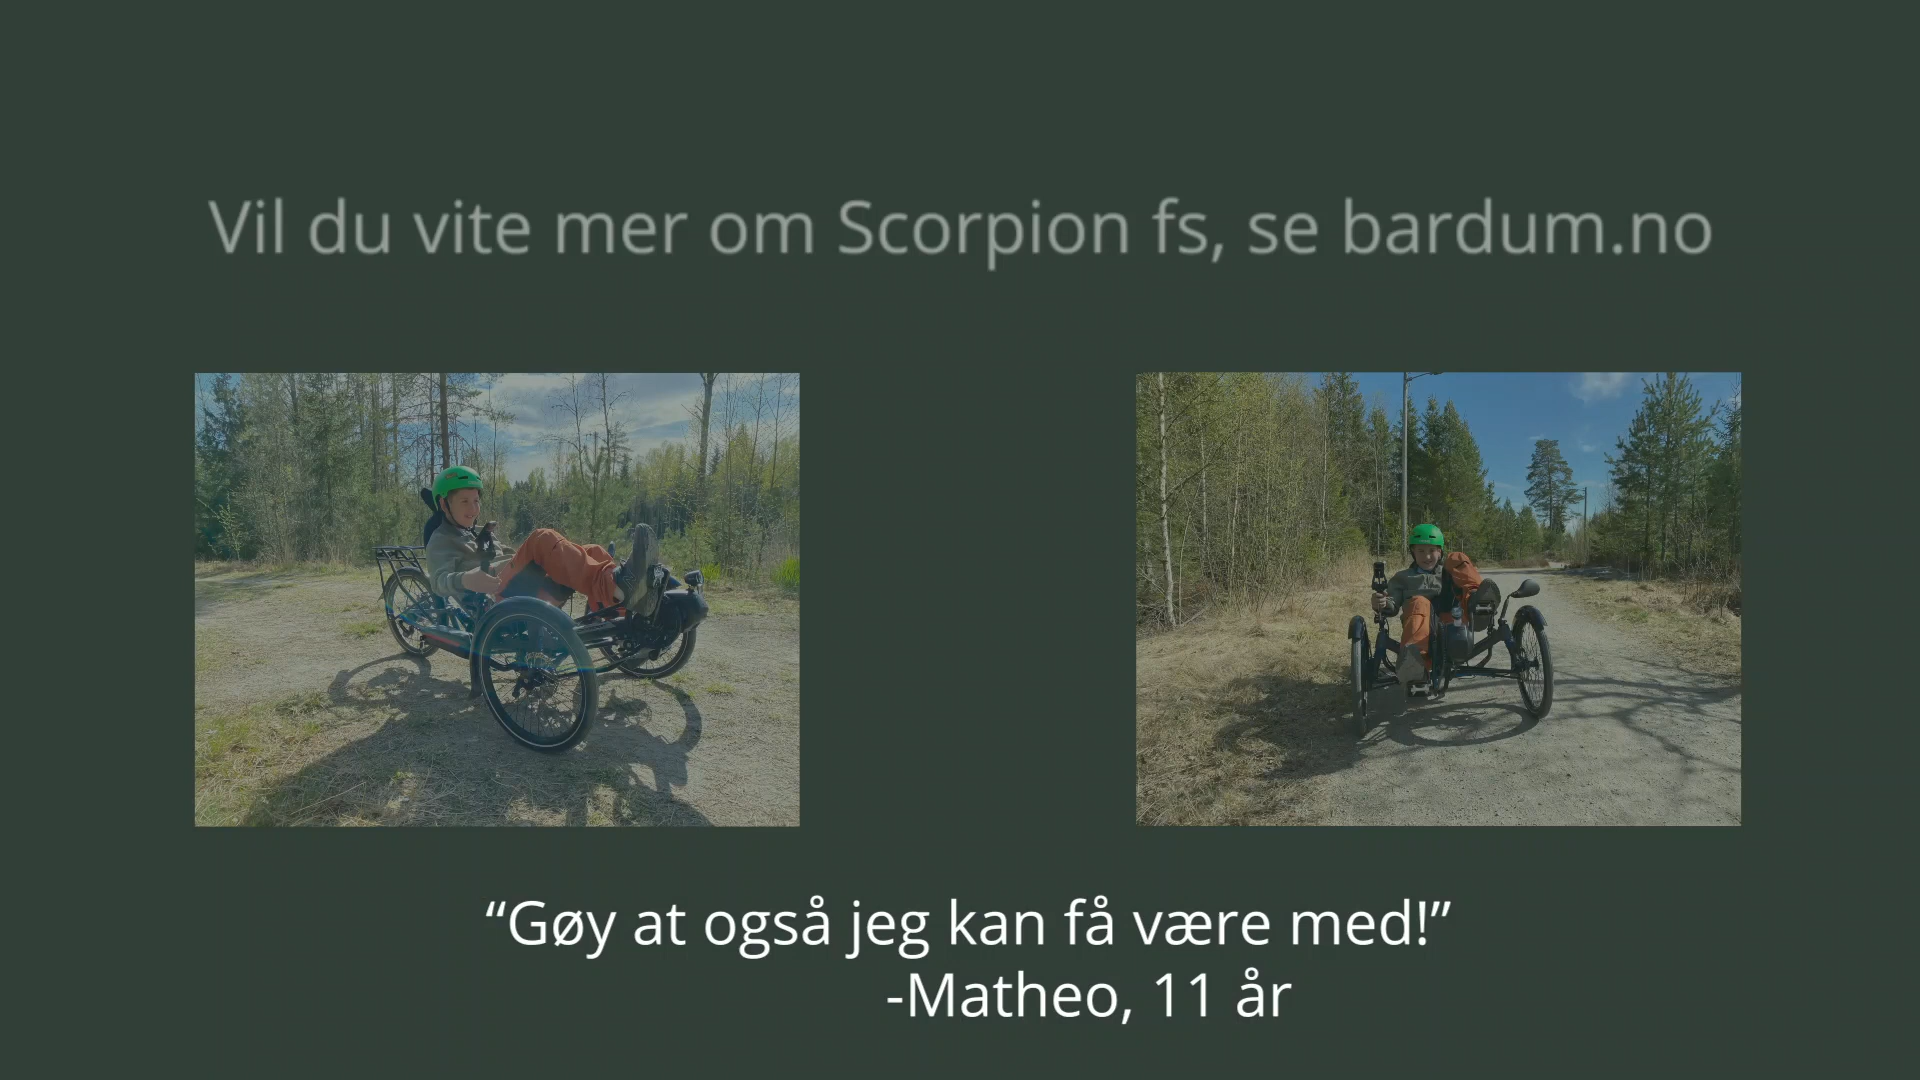 Vil du vite mer om Scorpion fs, se bardum.no
“Gøy at også jeg kan få være med!”
-Matheo, 11 år